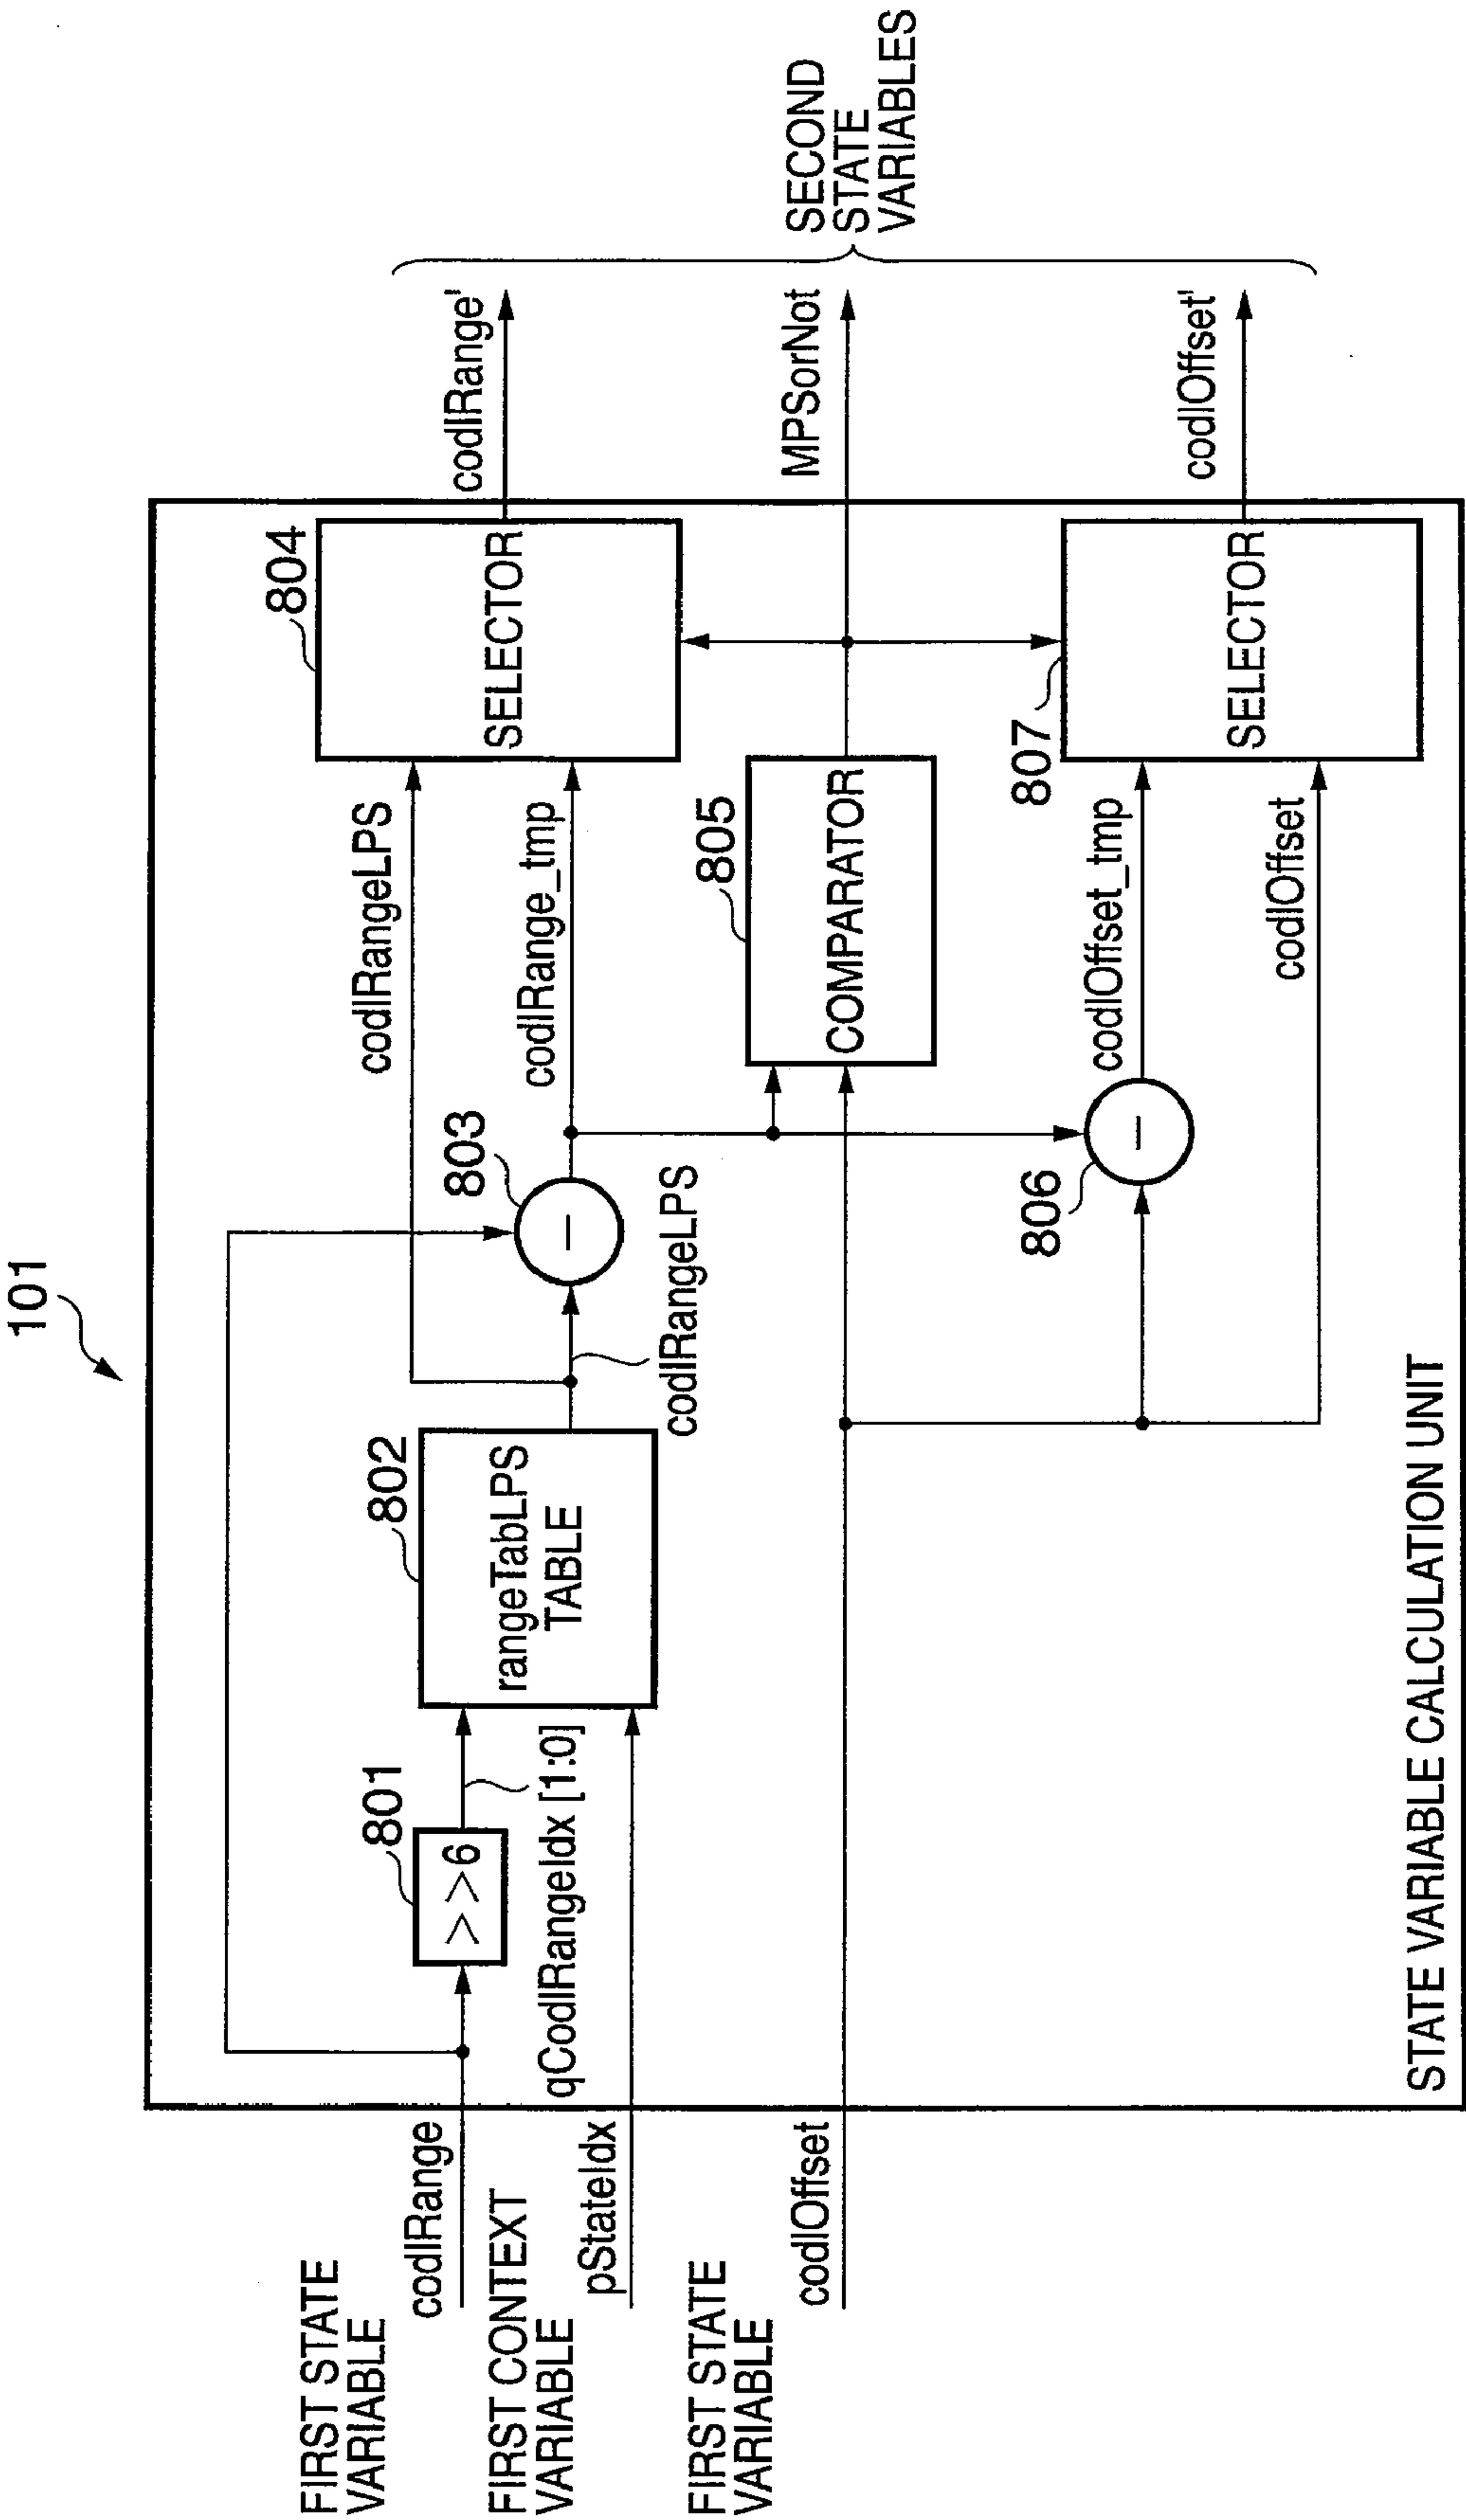 101
FIRST STATE
VARIABLE
codIRange
FIRST CONTEXT
VARIABLE
pStateIdx
FIRST STATE
VARIABLE
codIOffset
801
>>6
qCodIRangeIdx [1:0]
802
rangeTabLPS
TABLE
codIRangeLPS
803
codIRangeLPS
codIRange_tmp
−
804
SELECTOR
805
COMPARATOR
806
−
codIOffset_tmp
codIOffset
807
SELECTOR
codIRange'
MPSorNot
codIOffset'
SECOND
STATE
VARIABLES
STATE VARIABLE CALCULATION UNIT